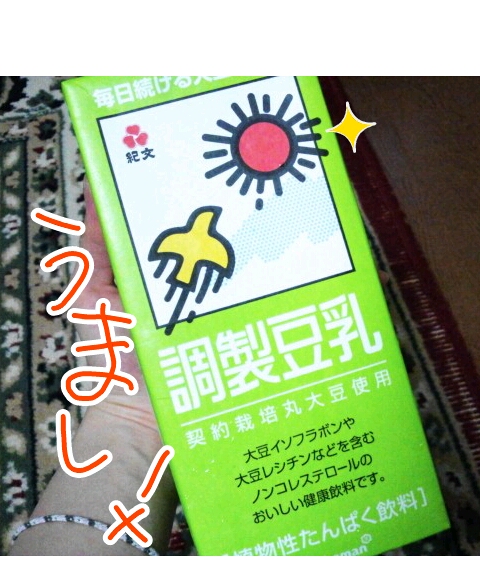 毎日続ける大豆
紀文
調製豆乳
契約栽培丸大豆使用
大豆イソフラボンや
大豆レシチンなどを含む
ノンコレステロールの
おいしい健康飲料です。
植物性たんぱく飲料]
うまし